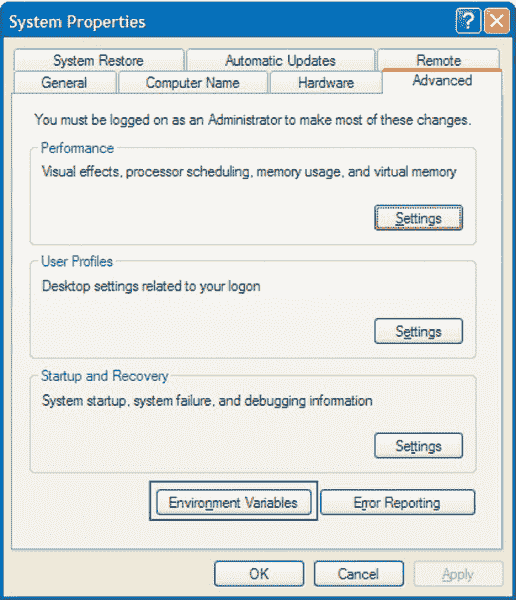 System Properties
System Restore Automatic Updates Remote
General Computer Name Hardware Advanced
You must be logged on as an Administrator to make most of these changes.
Performance
Visual effects, processor scheduling, memory usage, and virtual memory
Settings
User Profiles
Desktop settings related to your logon
Settings
Startup and Recovery
System startup, system failure, and debugging information
Settings
Environment Variables Error Reporting
OK Cancel Apply